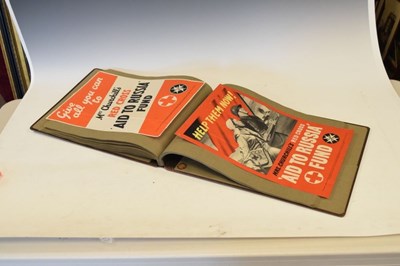 Give
all you can
to
Mrs Churchill's
RED CROSS
AID TO RUSSIA
FUND
HELP THEM NOW!
MRS CHURCHILL'S RED CROSS
AID TO RUSSIA
FUND